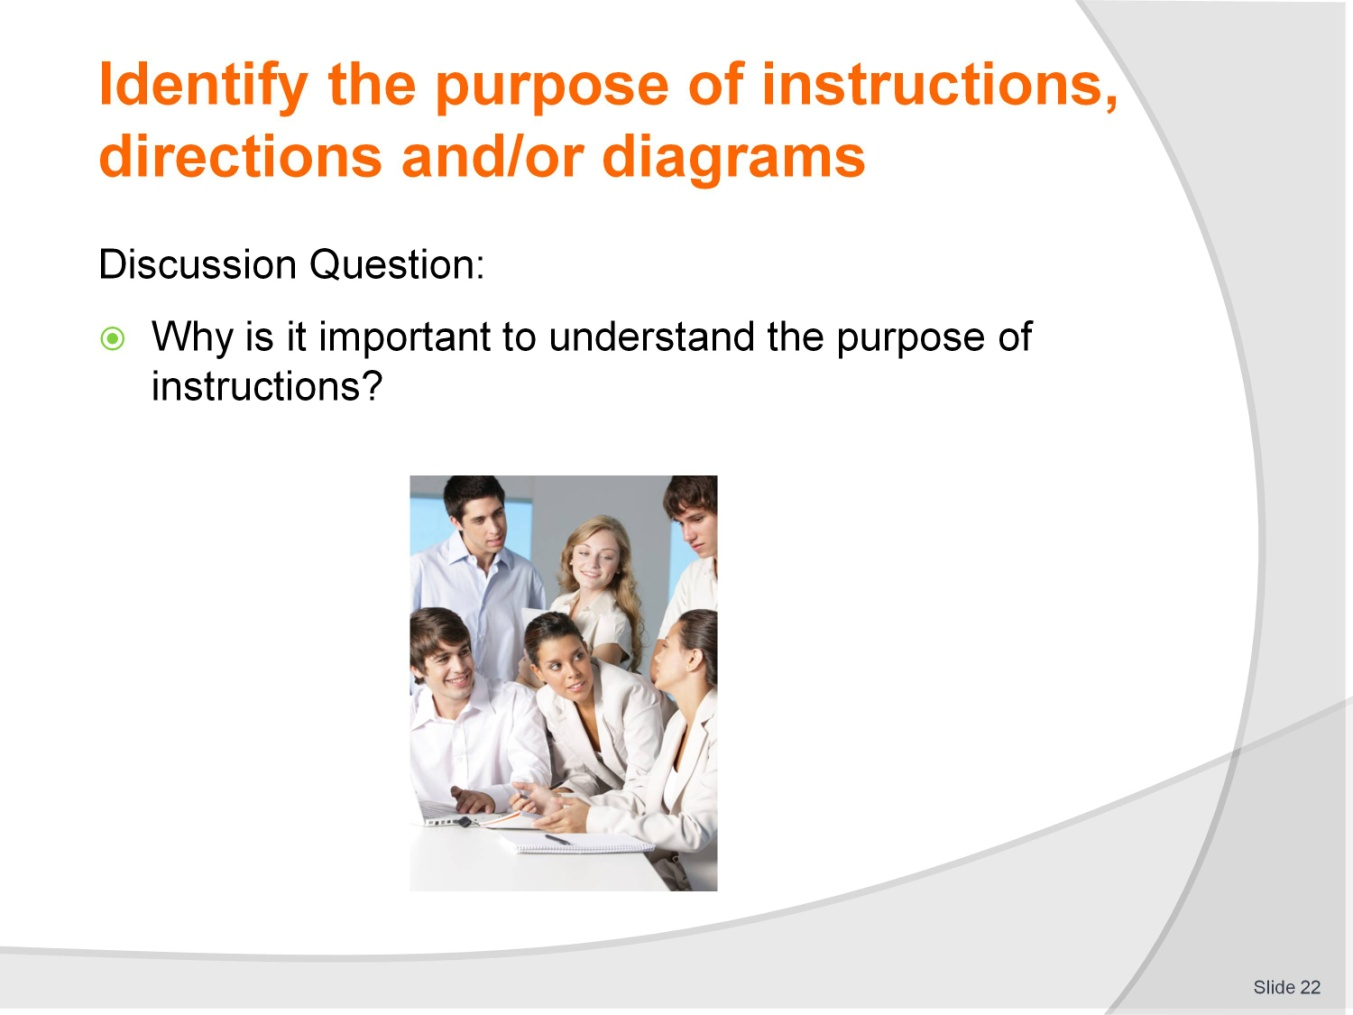 Identify the purpose of instructions,
directions and/or diagrams
Discussion Question:
Why is it important to understand the purpose of
instructions?
Slide 22